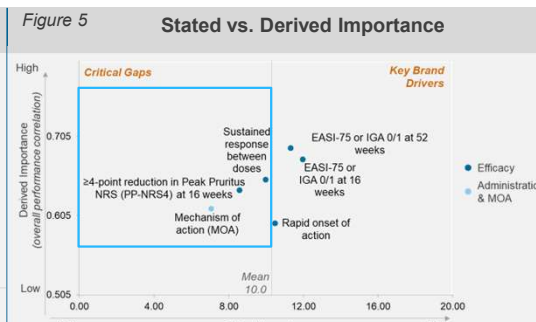 Figure 5
Stated vs. Derived Importance
High
Critical Gaps
Key Brand
Drivers
Derived Importance
(overall performance correlation)
0.705
0.605
Low
0.505
Sustained
response
between
doses
EASI-75 or IGA 0/1 at 52
weeks
EASI-75 or
IGA 0/1 at 16
weeks
≥4-point reduction in Peak Pruritus
NRS (PP-NRS4) at 16 weeks
Mechanism of
action (MOA)
Rapid onset of
action
Efficacy
& MOA
Mean
10.0
0.00
4.00
8.00
12.00
16.00
20.00